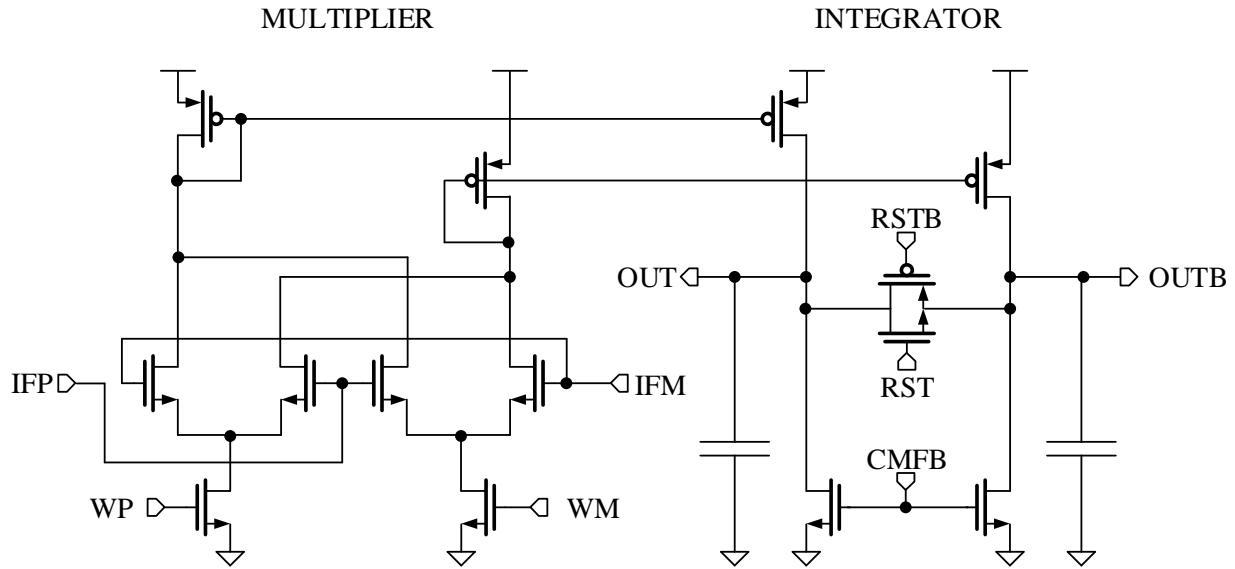 MULTIPLIER
INTEGRATOR
RSTB
OUT
OUTB
IFP
IFM
RST
CMFB
WP
WM